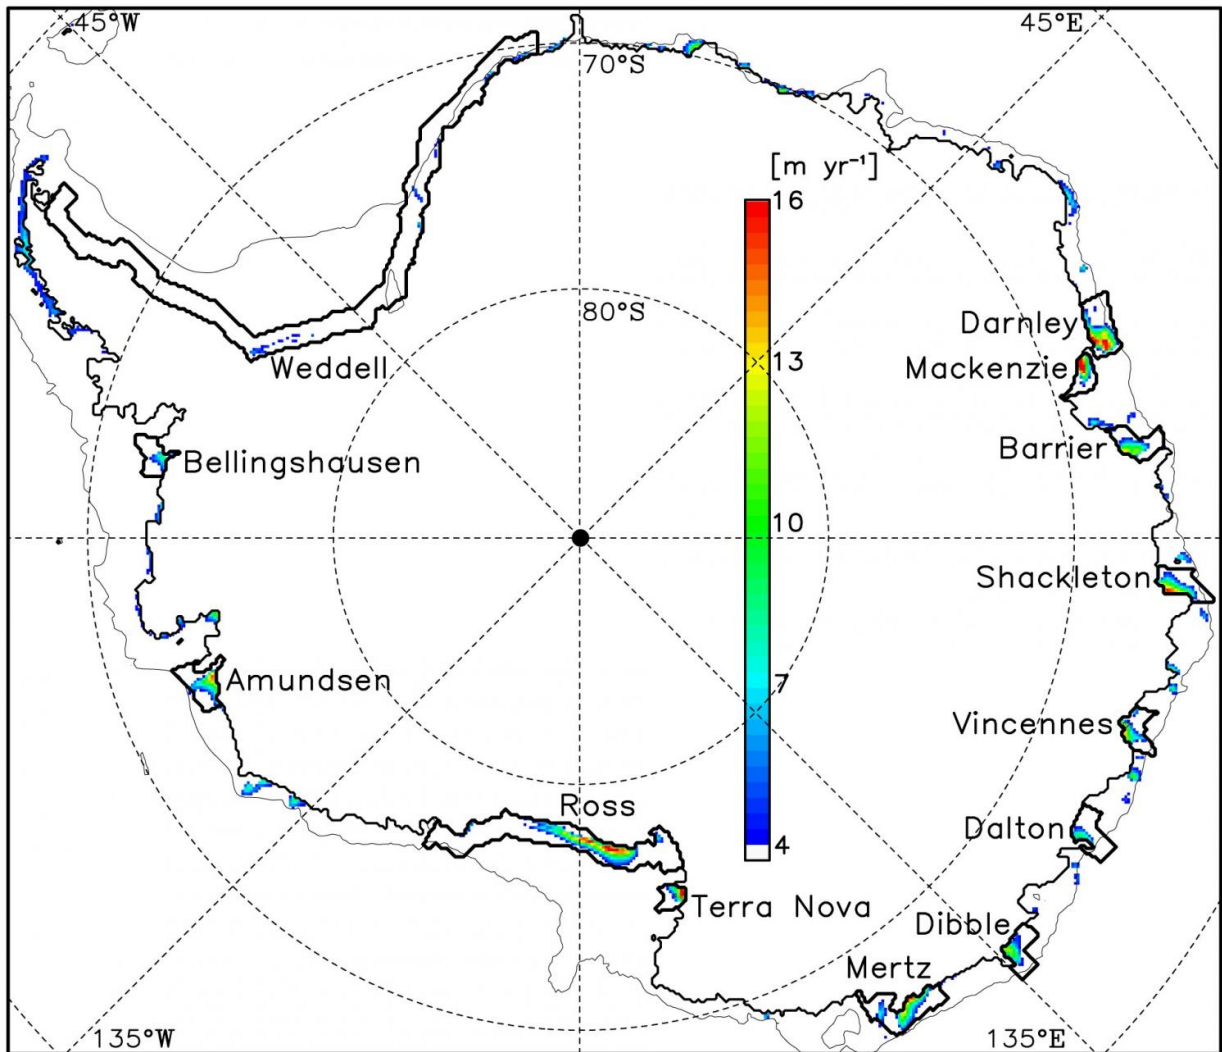 45°W
45°E
70°S
[m yr⁻¹]
16
80°S
Darnley
13
Mackenzie
Weddell
Barrier
Bellingshausen
10
Shackleton
Amundsen
7
Vincennes
Ross
Dalton
4
Terra Nova
Dibble
Mertz
135°W
135°E